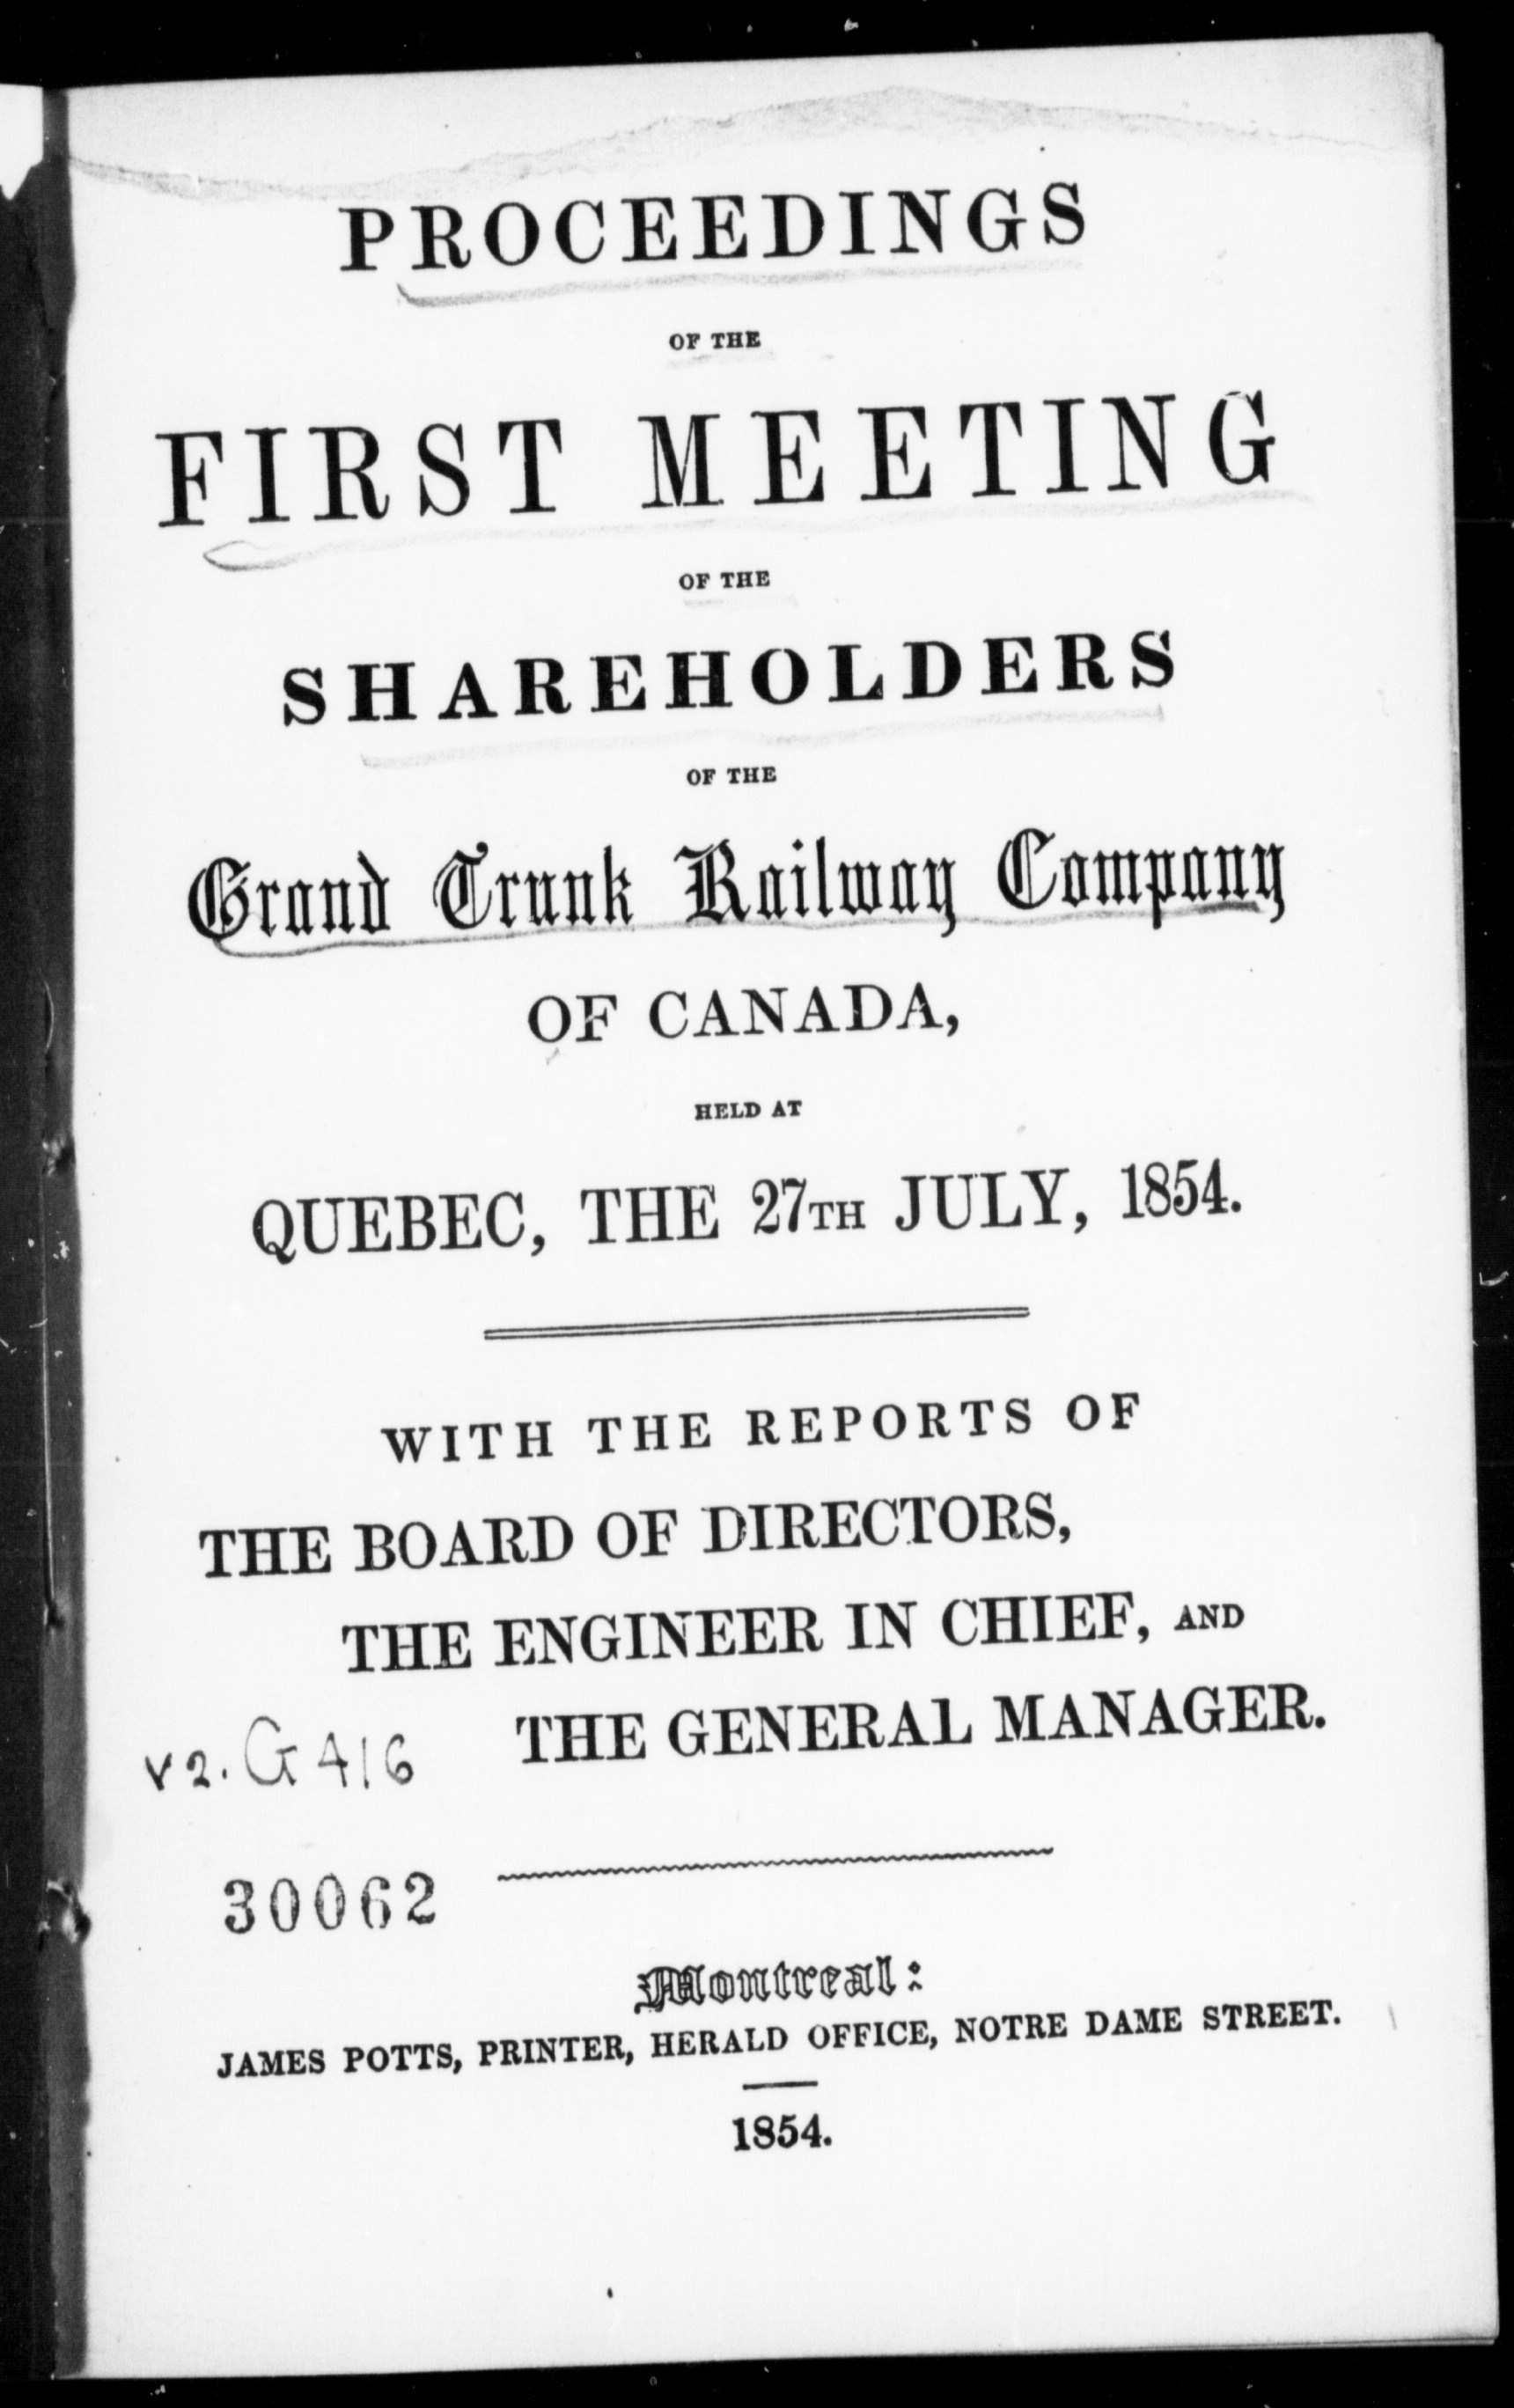 PROCEEDINGS
OF THE
FIRST MEETING
OF THE
SHAREHOLDERS
OF THE
Grand Trunk Railway Company
OF CANADA,
HELD AT
QUEBEC, THE 27TH JULY, 1854.
WITH THE REPORTS OF
THE BOARD OF DIRECTORS,
THE ENGINEER IN CHIEF, AND
THE GENERAL MANAGER.
v2. G416
30062
Montreal:
JAMES POTTS, PRINTER, HERALD OFFICE, NOTRE DAME STREET.
1854.